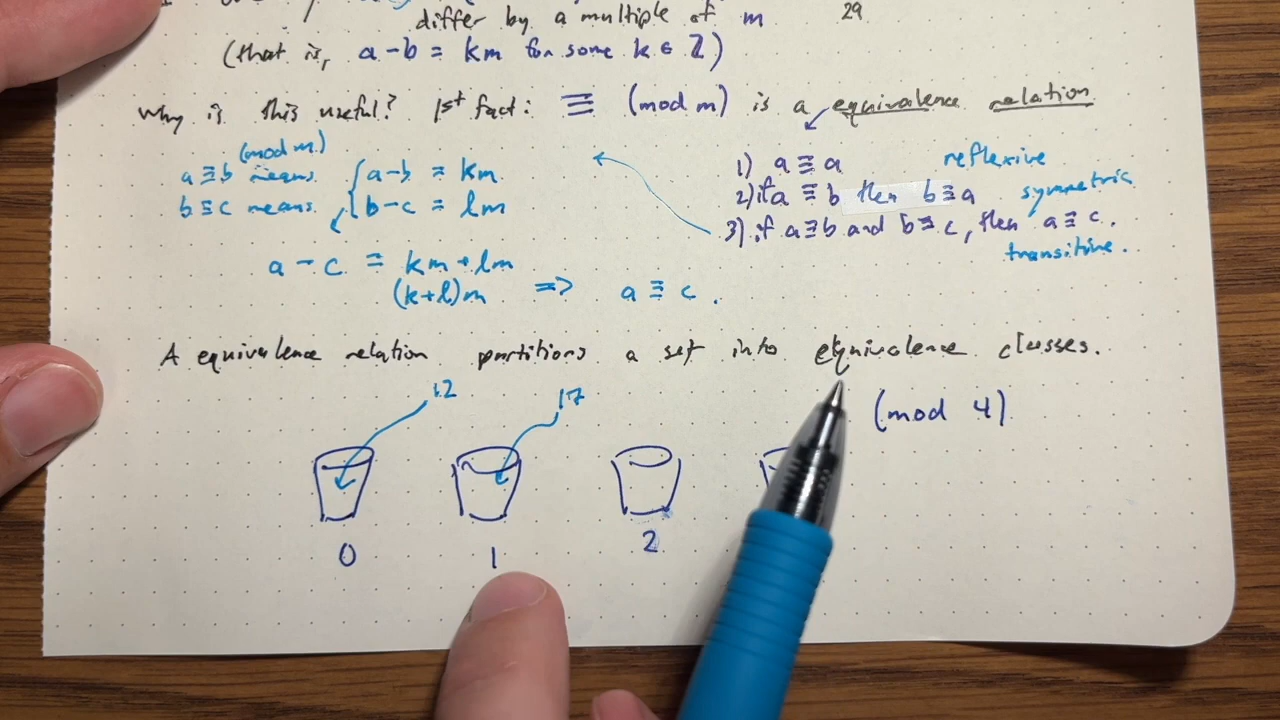 differ by a multiple of m 29
(that is, a-b = km for some k ∈ ℤ)
Why is this useful? 1st fact: ≡ (mod m) is a equivalence relation
(mod m)
a ≡ b means a-b = km
b ≡ c means b-c = lm
a - c = km + lm
(k+l)m => a ≡ c.
1) a ≡ a reflexive
2) if a ≡ b then b ≡ a symmetric
3) if a ≡ b and b ≡ c, then a ≡ c.
transitive.
A equivalence relation partitions a set into equivalence classes.
12 17 (mod 4)
0 1 2